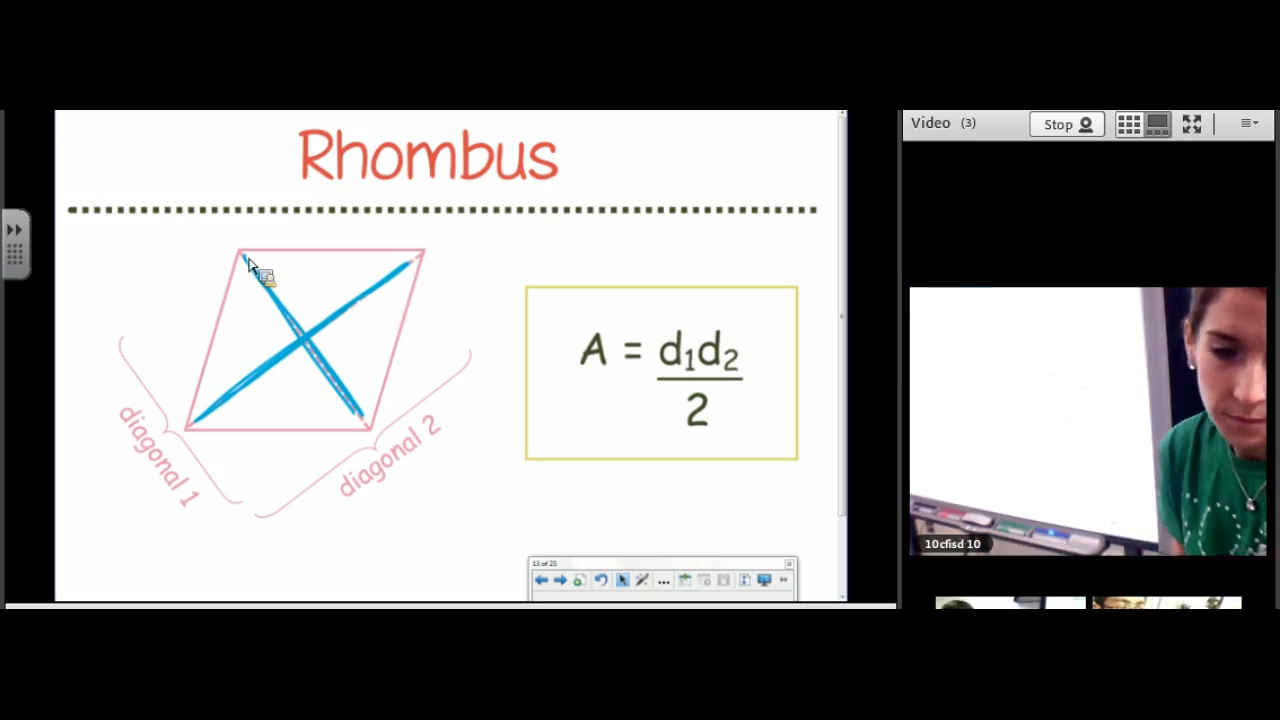 Rhombus
diagonal 1
diagonal 2
A = d₁d₂
2
13 of 23
Video (3)
Stop
10cfisd 10